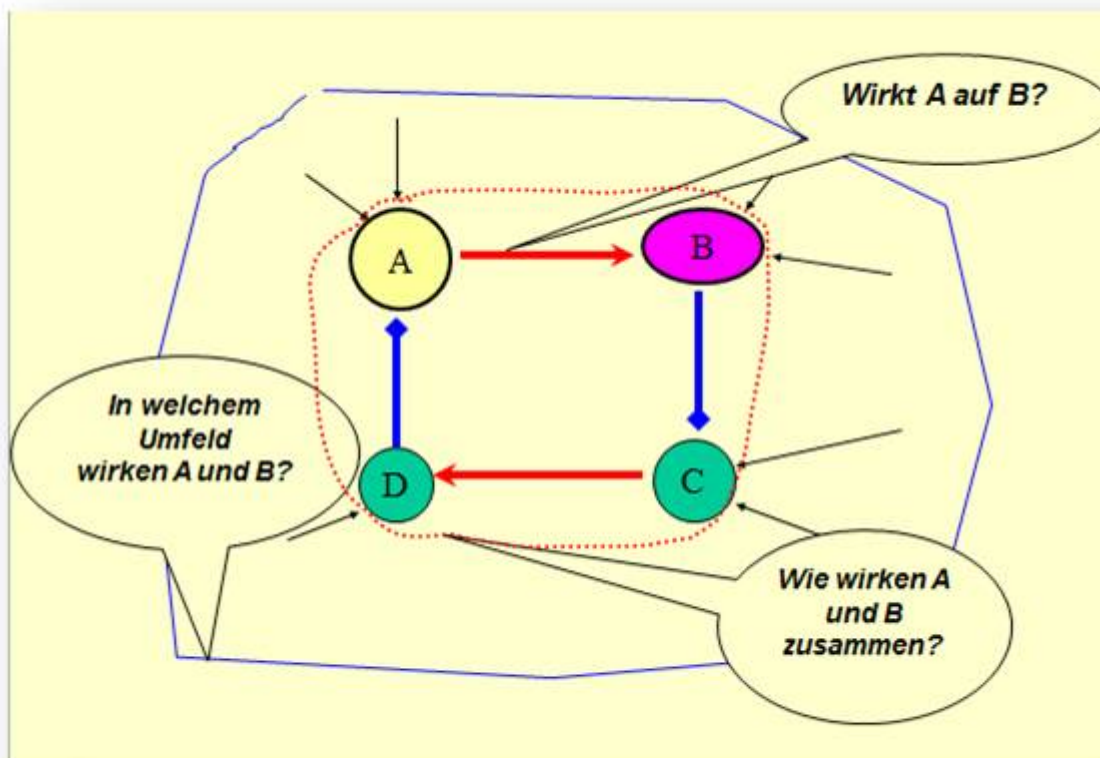 Wirkt A auf B?
A
B
In welchem
Umfeld
wirken A und B?
D
C
Wie wirken A
und B
zusammen?